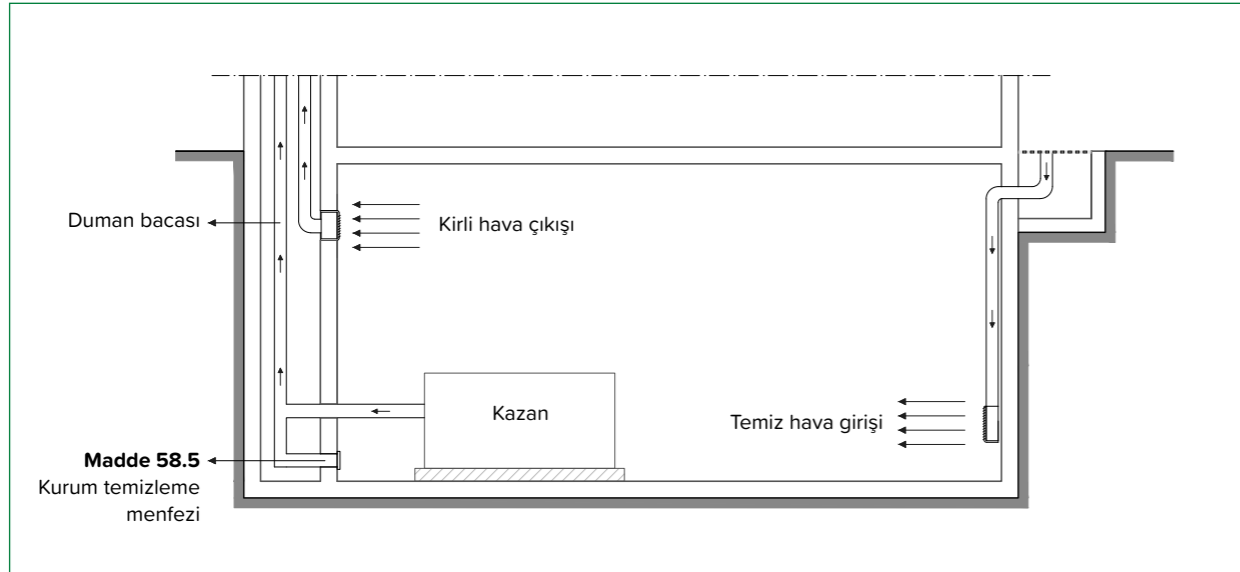 Duman bacası
Kirli hava çıkışı
Kazan
Temiz hava girişi
Madde 58.5
Kurum temizleme
menfezi